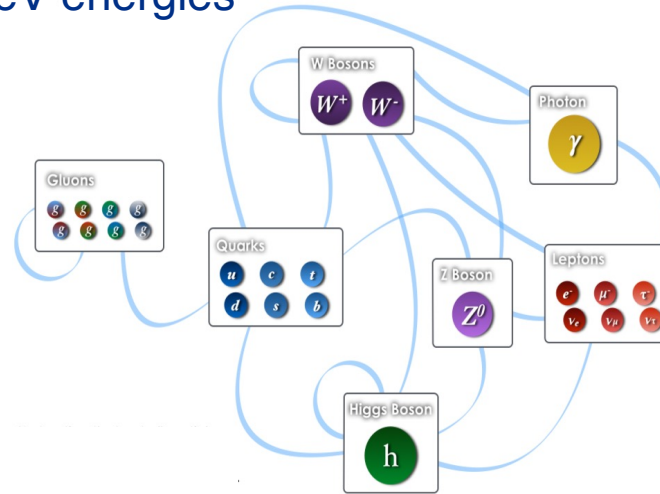 eV energies
W Bosons
W+ W-
Photon
γ
Gluons
g g g g
g g g g
Quarks
u c t
d s b
Z Boson
Z0
Leptons
e- μ- τ-
νe νμ ντ
Higgs Boson
h